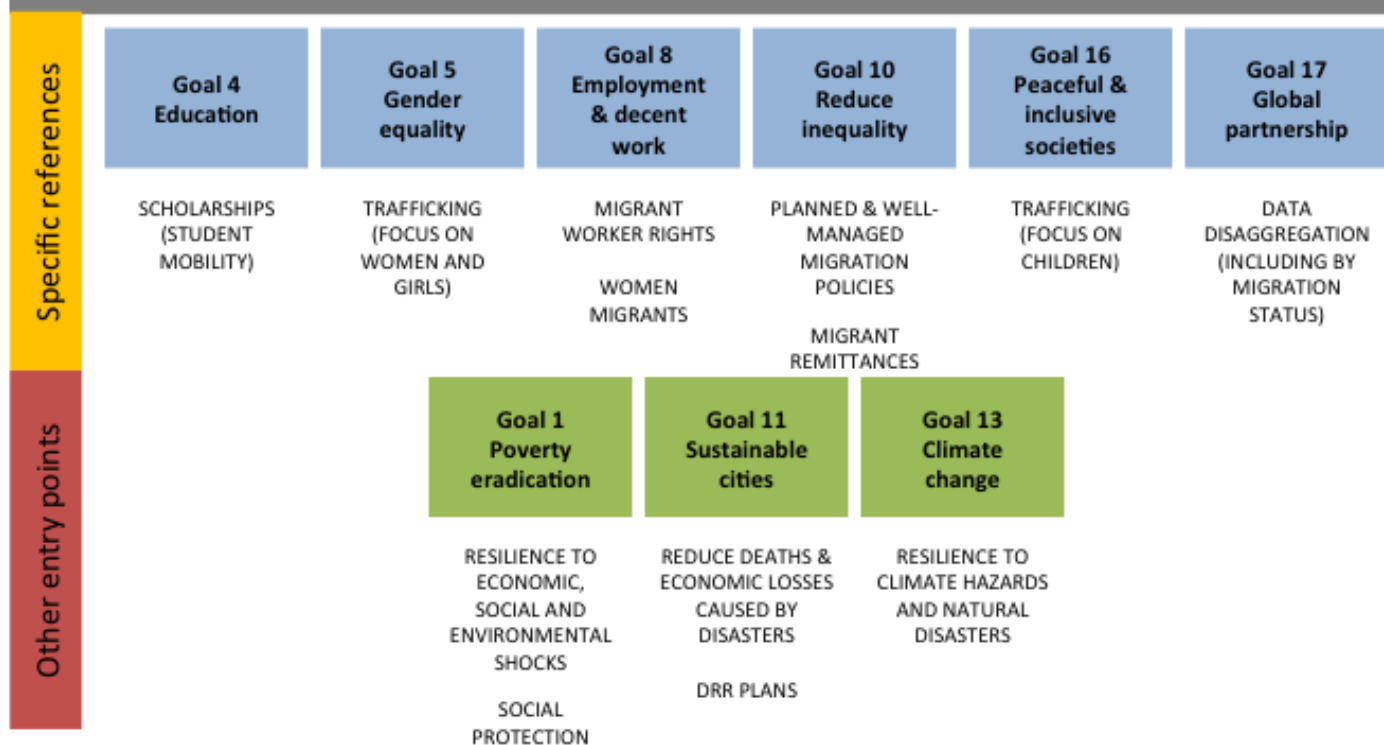 Specific references
Goal 4
Education
Goal 5
Gender
equality
Goal 8
Employment
& decent
work
Goal 10
Reduce
inequality
Goal 16
Peaceful &
inclusive
societies
Goal 17
Global
partnership
SCHOLARSHIPS
(STUDENT
MOBILITY)
TRAFFICKING
(FOCUS ON
WOMEN AND
GIRLS)
MIGRANT
WORKER RIGHTS
WOMEN
MIGRANTS
PLANNED & WELL-
MANAGED
MIGRATION
POLICIES
MIGRANT
REMITTANCES
TRAFFICKING
(FOCUS ON
CHILDREN)
DATA
DISAGGREGATION
(INCLUDING BY
MIGRATION
STATUS)
Other entry points
Goal 1
Poverty
eradication
Goal 11
Sustainable
cities
Goal 13
Climate
change
RESILIENCE TO
ECONOMIC,
SOCIAL AND
ENVIRONMENTAL
SHOCKS
SOCIAL
PROTECTION
REDUCE DEATHS &
ECONOMIC LOSSES
CAUSED BY
DISASTERS
DRR PLANS
RESILIENCE TO
CLIMATE HAZARDS
AND NATURAL
DISASTERS